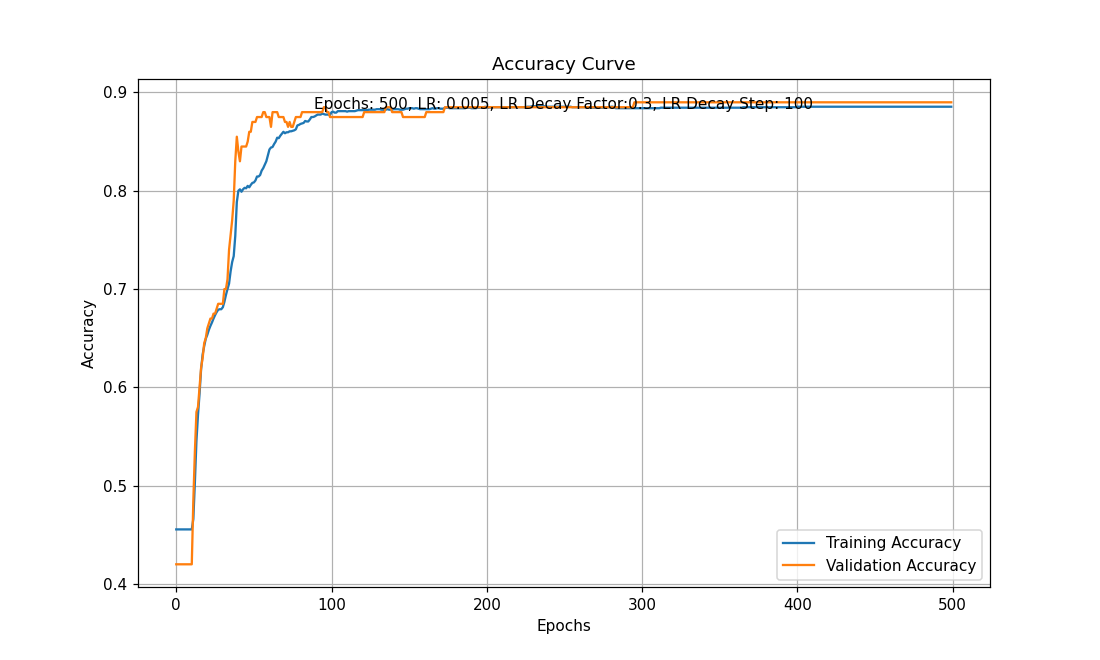 Accuracy Curve
Epochs: 500, LR: 0.005, LR Decay Factor:0.3, LR Decay Step: 100
0.9
0.8
0.7
0.6
0.5
0.4
Accuracy
0 100 200 300 400 500
Epochs
Training Accuracy
Validation Accuracy